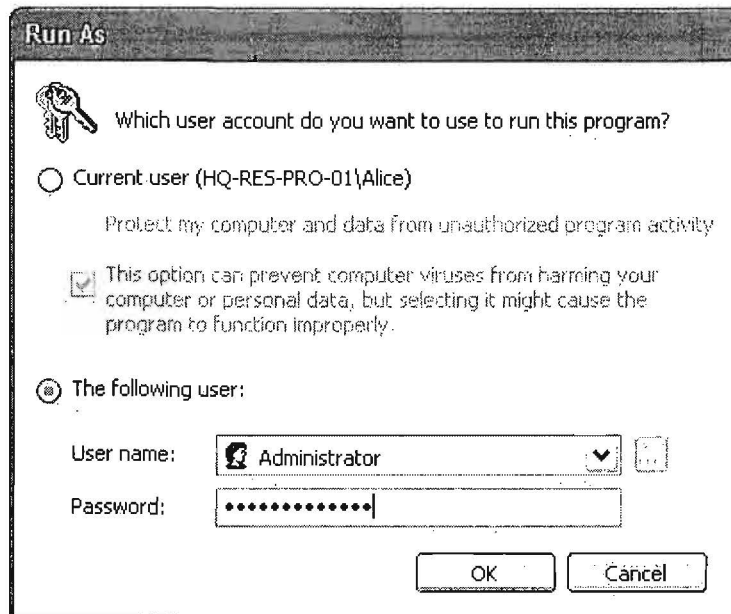 Run As
Which user account do you want to use to run this program?
Current user (HQ-RES-PRO-01\Alice)
Protect my computer and data from unauthorized program activity
This option can prevent computer viruses from harming your
computer or personal data, but selecting it might cause the
program to function improperly.
The following user:
User name: Administrator
Password: •••••••••••••
OK Cancel